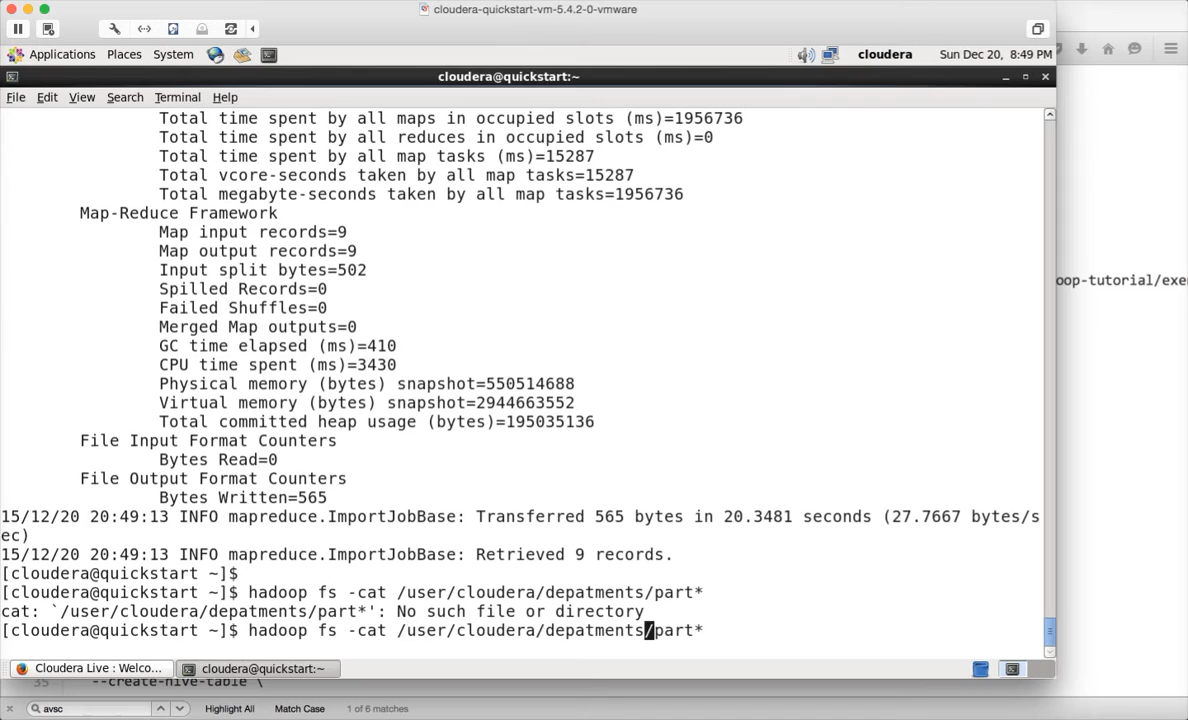 cloudera-quickstart-vm-5.4.2-0-vmware
Applications Places System
cloudera Sun Dec 20, 8:49 PM
cloudera@quickstart:~
File Edit View Search Terminal Help
Total time spent by all maps in occupied slots (ms)=1956736
Total time spent by all reduces in occupied slots (ms)=0
Total time spent by all map tasks (ms)=15287
Total vcore-seconds taken by all map tasks=15287
Total megabyte-seconds taken by all map tasks=1956736
Map-Reduce Framework
Map input records=9
Map output records=9
Input split bytes=502
Spilled Records=0
Failed Shuffles=0
Merged Map outputs=0
GC time elapsed (ms)=410
CPU time spent (ms)=3430
Physical memory (bytes) snapshot=550514688
Virtual memory (bytes) snapshot=2944663552
Total committed heap usage (bytes)=195035136
File Input Format Counters
Bytes Read=0
File Output Format Counters
Bytes Written=565
oop-tutorial/exe
15/12/20 20:49:13 INFO mapreduce.ImportJobBase: Transferred 565 bytes in 20.3481 seconds (27.7667 bytes/s
ec)
15/12/20 20:49:13 INFO mapreduce.ImportJobBase: Retrieved 9 records.
[cloudera@quickstart ~]$
[cloudera@quickstart ~]$ hadoop fs -cat /user/cloudera/depatments/part*
cat: `/user/cloudera/depatments/part*': No such file or directory
[cloudera@quickstart ~]$ hadoop fs -cat /user/cloudera/depatments/part*
Cloudera Live : Welco... cloudera@quickstart:~
35 --create-hive-table \
avsc Highlight All Match Case 1 of 6 matches